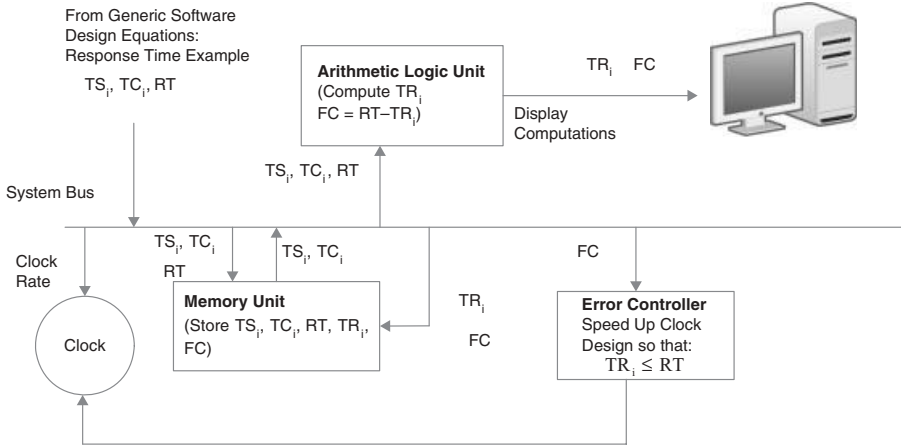 From Generic Software
Design Equations:
Response Time Example
TSᵢ, TCᵢ, RT
Arithmetic Logic Unit
(Compute TRᵢ
FC = RT–TRᵢ)
TRᵢ FC
Display
Computations
TSᵢ, TCᵢ, RT
System Bus
Clock
Rate
TSᵢ, TCᵢ
RT
TSᵢ, TCᵢ
FC
Memory Unit
(Store TSᵢ, TCᵢ, RT, TRᵢ,
FC)
TRᵢ
FC
Error Controller
Speed Up Clock
Design so that:
TRᵢ ≤ RT
Clock